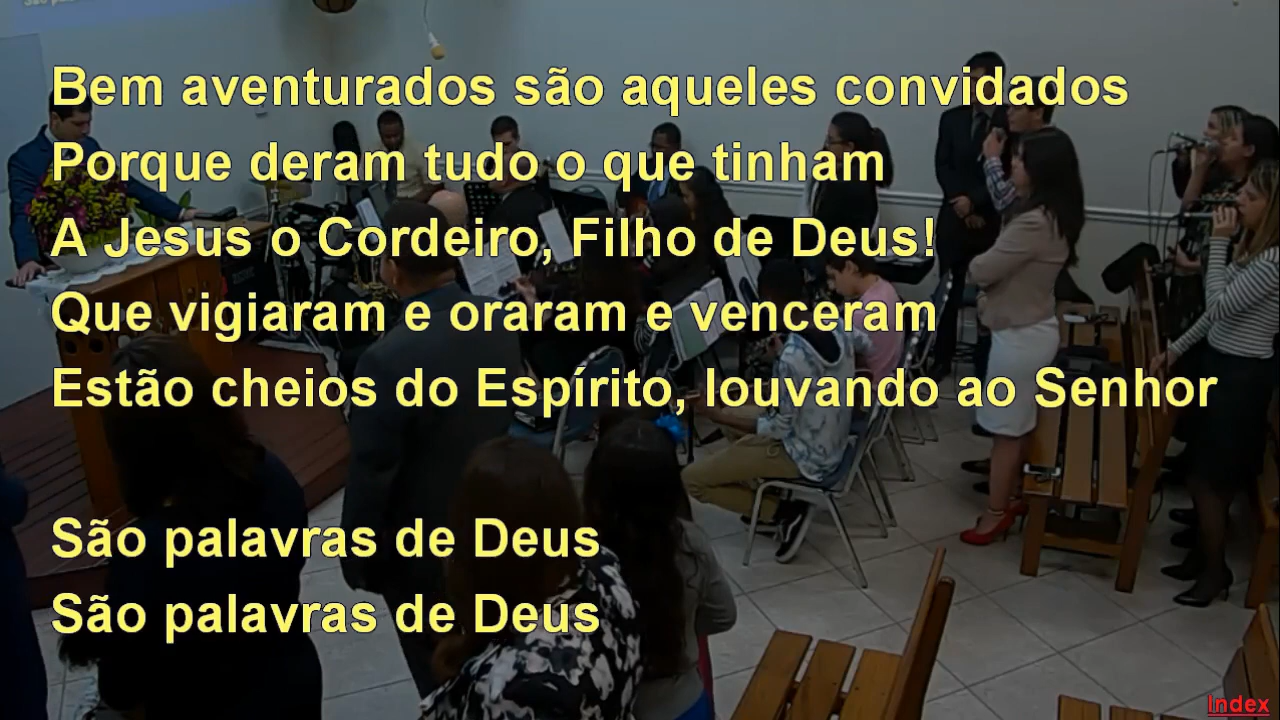 Bem aventurados são aqueles convidados
Porque deram tudo o que tinham
A Jesus o Cordeiro, Filho de Deus!
Que vigiaram e oraram e venceram
Estão cheios do Espírito, louvando ao Senhor
São palavras de Deus
São palavras de Deus
Index